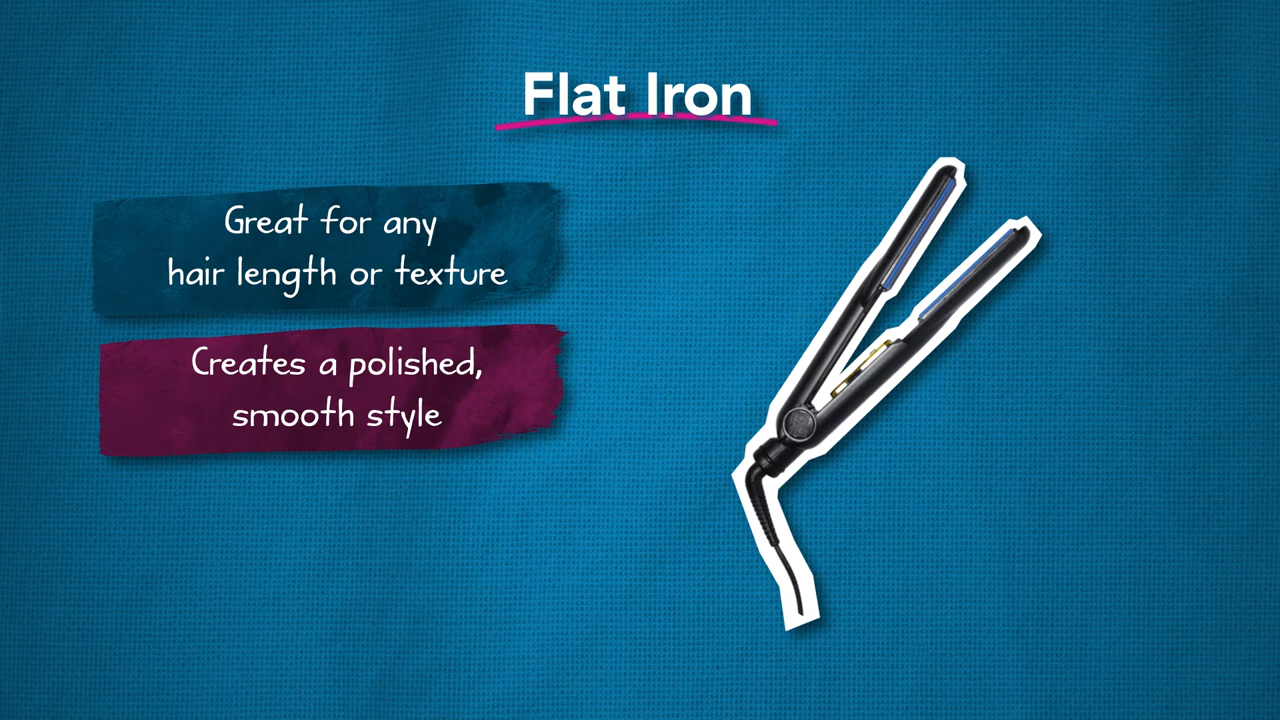 Flat Iron
Great for any
hair length or texture
Creates a polished,
smooth style